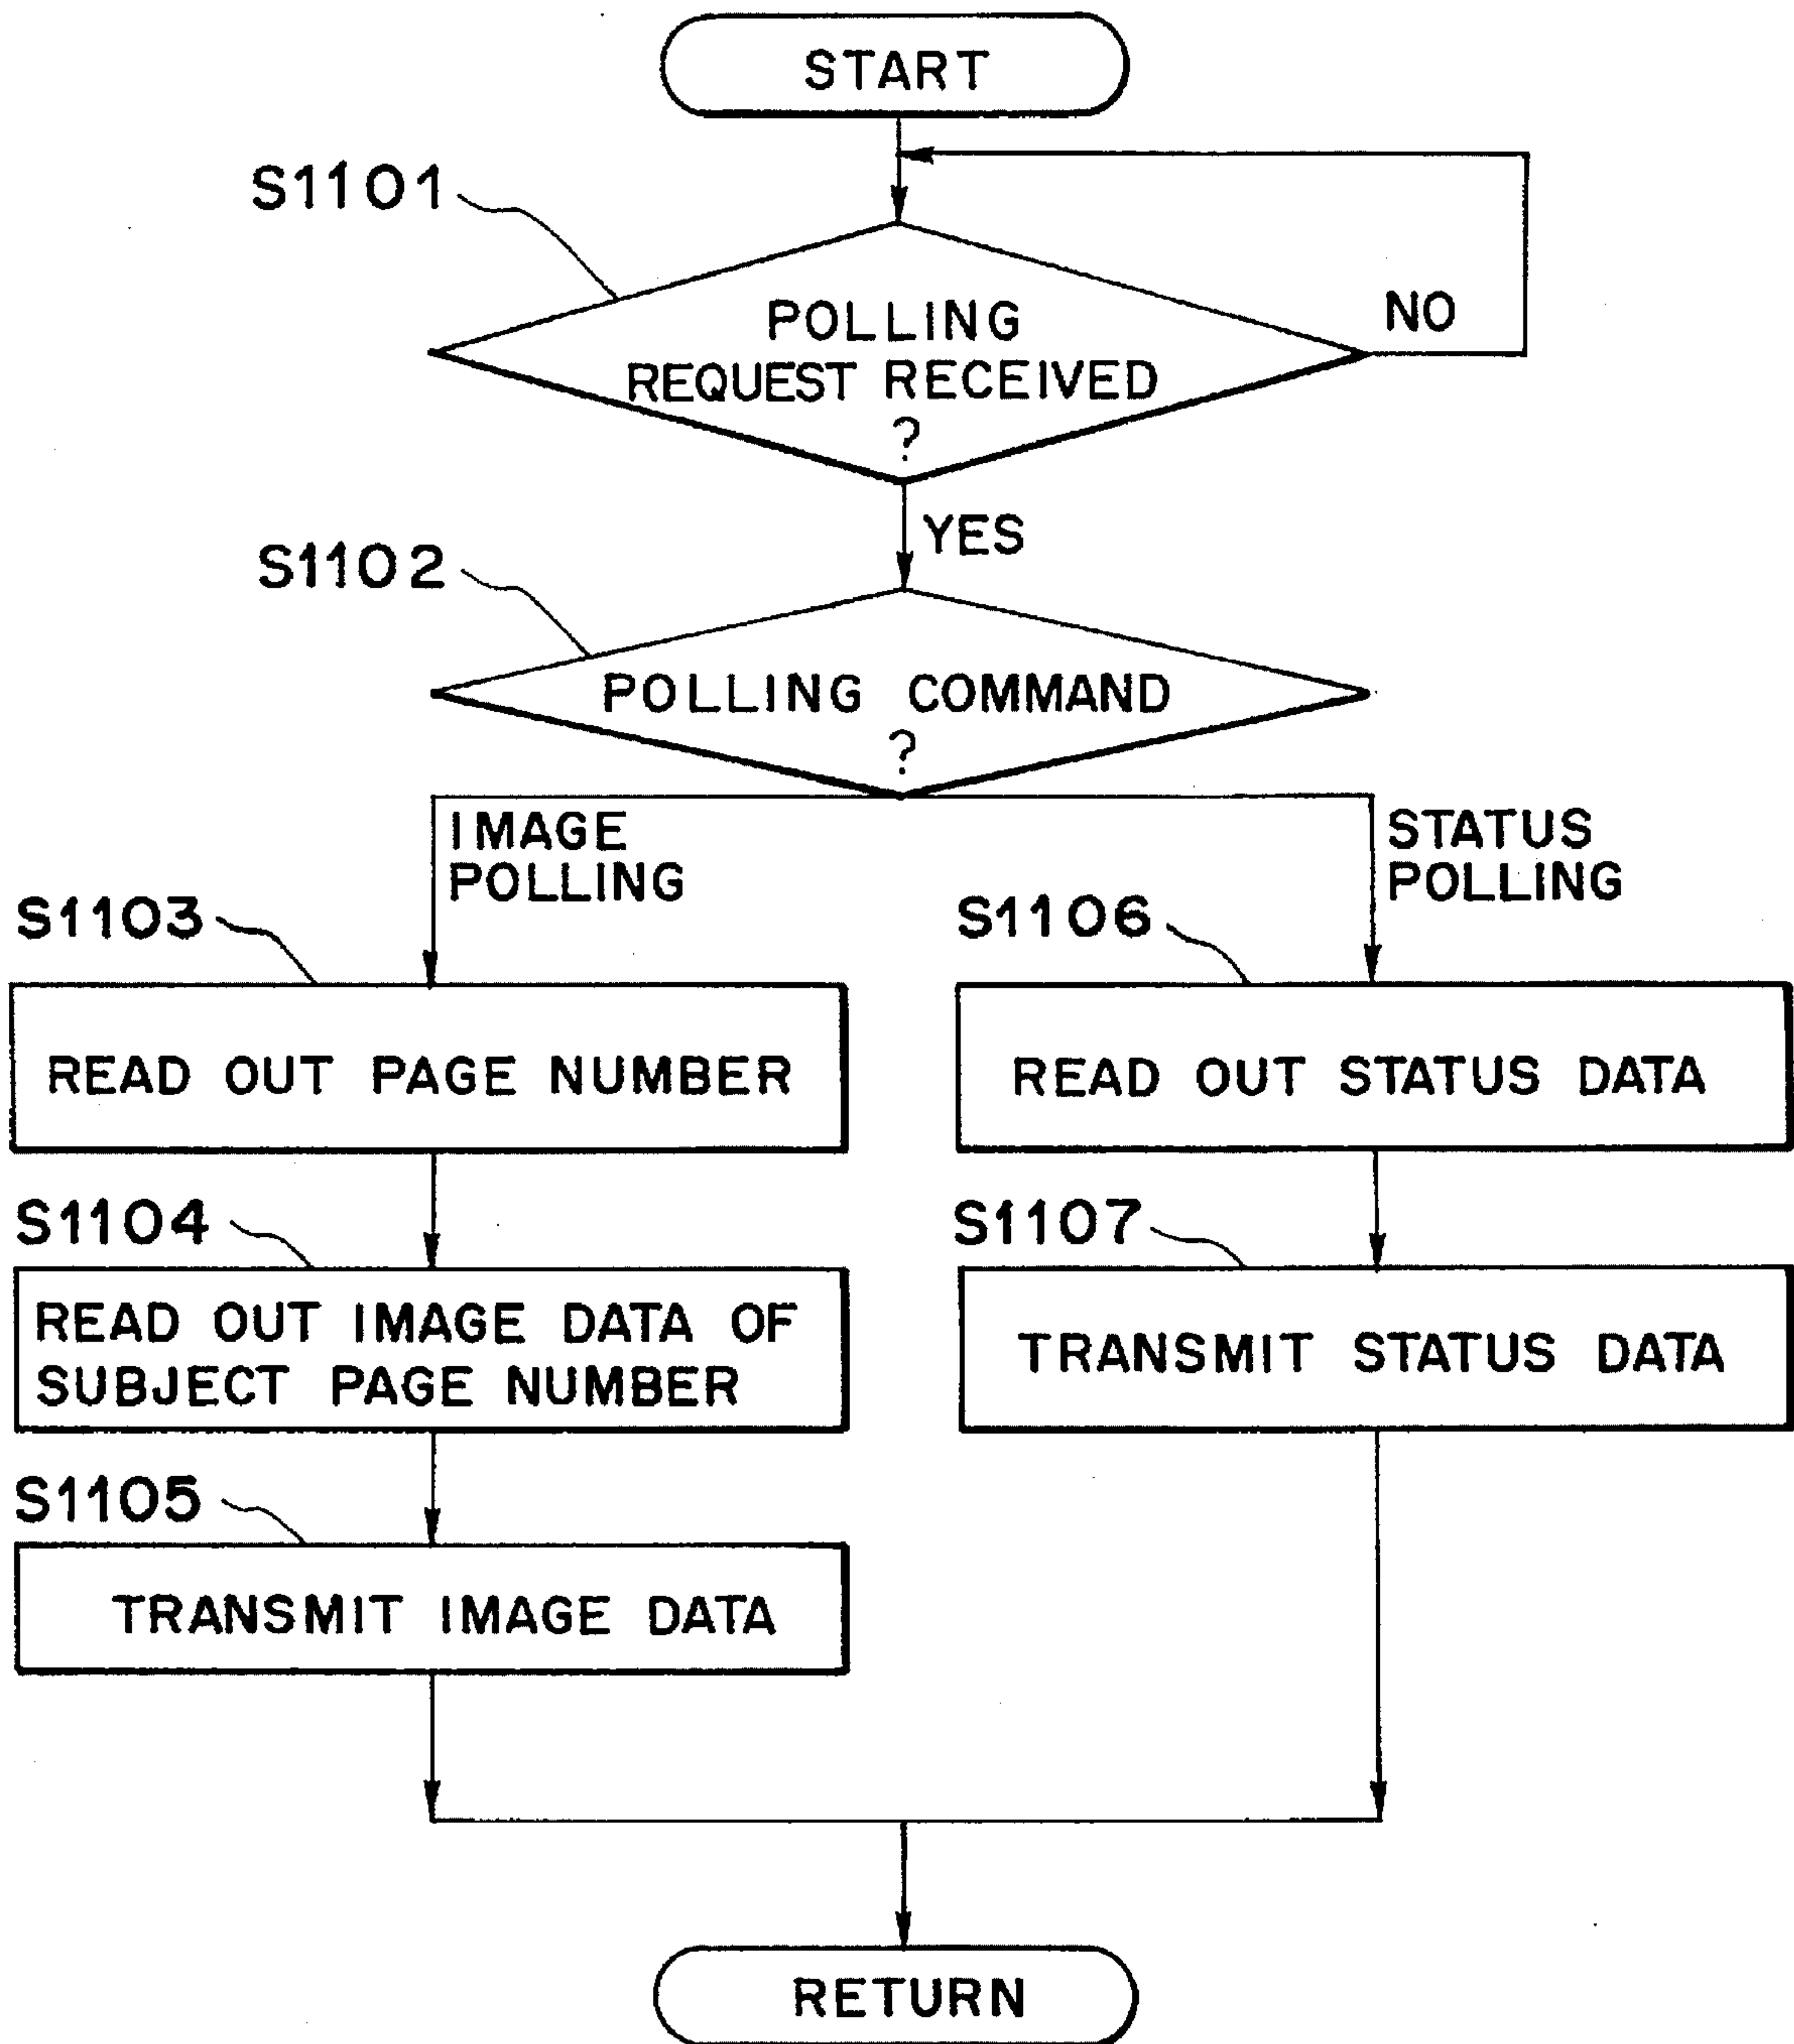 START
S1101
POLLING
REQUEST RECEIVED
?
NO
YES
S1102
POLLING COMMAND
?
IMAGE
POLLING
STATUS
POLLING
S1103
READ OUT PAGE NUMBER
S1104
READ OUT IMAGE DATA OF
SUBJECT PAGE NUMBER
S1105
TRANSMIT IMAGE DATA
S1106
READ OUT STATUS DATA
S1107
TRANSMIT STATUS DATA
RETURN